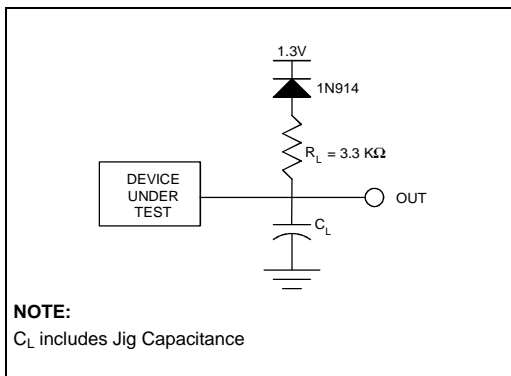 1.3V
1N914
R_L = 3.3 KΩ
DEVICE
UNDER
TEST
OUT
C_L
NOTE:
C_L includes Jig Capacitance